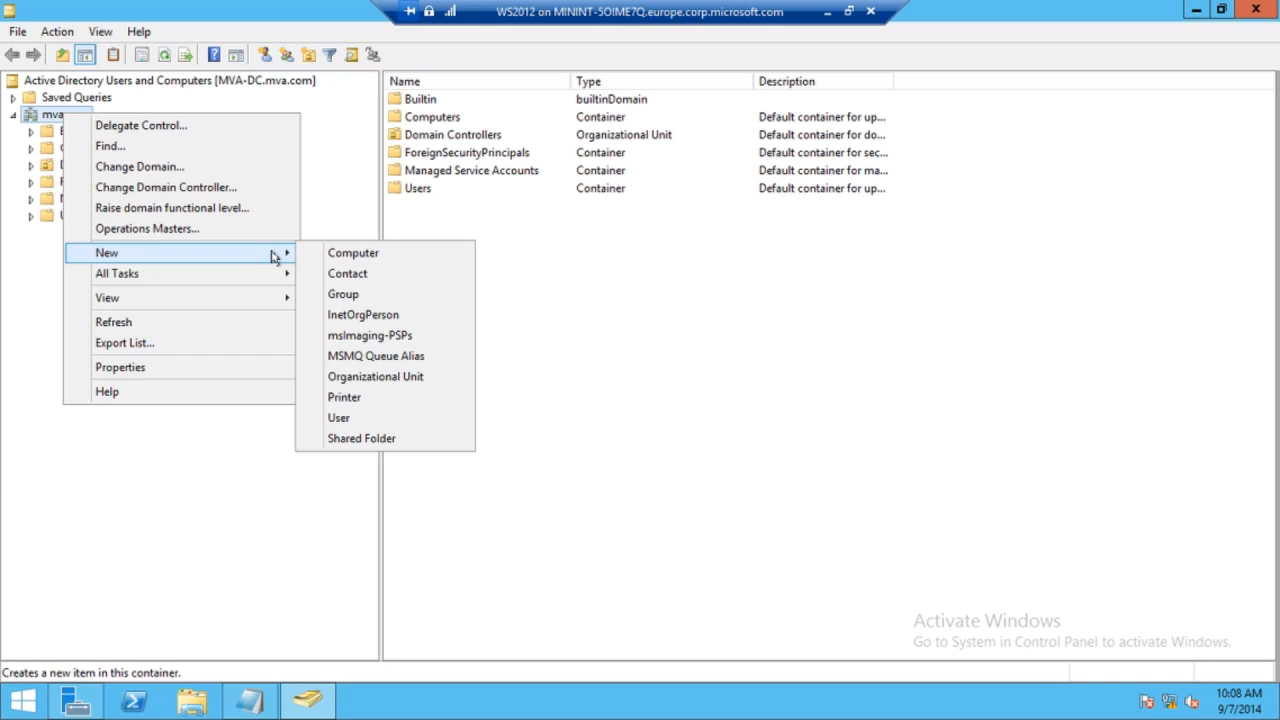 WS2012 on MININT-5OIME7Q.europe.corp.microsoft.com
File Action View Help
Active Directory Users and Computers [MVA-DC.mva.com]
Saved Queries
mva
Name Type Description
Builtin builtinDomain
Computers Container Default container for up...
Domain Controllers Organizational Unit Default container for do...
ForeignSecurityPrincipals Container Default container for sec...
Managed Service Accounts Container Default container for ma...
Users Container Default container for up...
Delegate Control...
Find...
Change Domain...
Change Domain Controller...
Raise domain functional level...
Operations Masters...
New
All Tasks
View
Refresh
Export List...
Properties
Help
Computer
Contact
Group
InetOrgPerson
msImaging-PSPs
MSMQ Queue Alias
Organizational Unit
Printer
User
Shared Folder
Activate Windows
Go to System in Control Panel to activate Windows.
Creates a new item in this container.
10:08 AM
9/7/2014